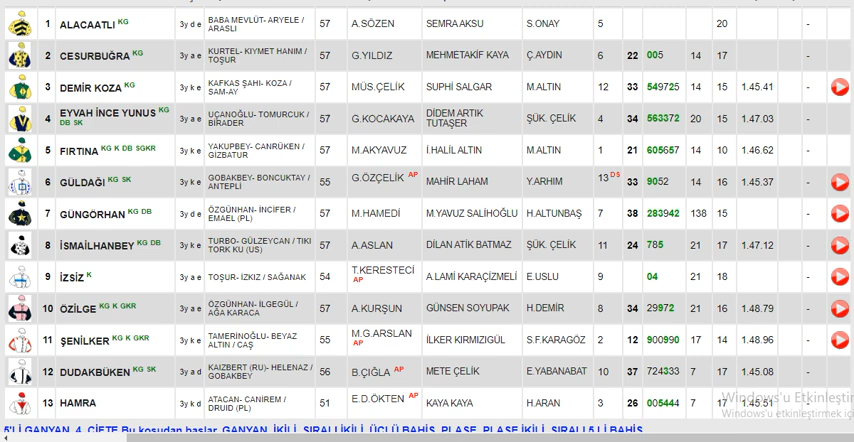 1 ALACAATLI KG 3y d e BABA MEVLÜT- ARYELE / ARASLI 57 A.SÖZEN SEMRA AKSU S.ONAY 5 20 -
2 CESURBUĞRA KG 3y a e KURTEL- KIYMET HANIM / TOŞUR 57 G.YILDIZ MEHMETAKİF KAYA Ç.AYDIN 6 22 005 14 17 -
3 DEMİR KOZA KG 3y k e KAFKAS ŞAHI- KOZA / SAM-AY 57 MÜS.ÇELİK SUPHİ SALGAR M.ALTIN 12 33 549725 14 15 1.45.41 -
4 EYVAH İNCE YUNUS KG DB SK 3y a e UÇANOĞLU- TOMURCUK / BİRADER 57 G.KOCAKAYA DİDEM ARTIK TUTAŞER ŞÜK. ÇELİK 4 34 563372 20 15 1.47.03 -
5 FIRTINA KG K DB SGKR 3y k e YAKUPBEY- CANRÜKEN / GIZBATUR 57 M.AKYAVUZ İ.HALİL ALTIN M.ALTIN 1 21 605657 14 10 1.46.62 -
6 GÜLDAĞI KG SK 3y k e GOBAKBEY- BONCUKTAY / ANTEPLİ 55 G.ÖZÇELİK AP MAHİR LAHAM Y.ARHIM 13 DS 33 9052 14 16 1.45.37 -
7 GÜNGÖRHAN KG DB 3y d e ÖZGÜNHAN- İNCİFER / EMAEL (PL) 57 M.HAMEDİ M.YAVUZ SALİHOĞLU H.ALTUNBAŞ 7 38 283942 138 15 -
8 İSMAİLHANBEY KG DB 3y k e TURBO- GÜLZEYCAN / TIKI TORK KU (US) 57 A.ASLAN DİLAN ATİK BATMAZ ŞÜK. ÇELİK 11 24 785 21 17 1.47.12 -
9 İZSİZ K 3y a e TOŞUR- İZKIZ / SAĞANAK 54 T.KERESTECİ AP A.LAMİ KARAÇİZMELİ E.USLU 9 04 21 18 -
10 ÖZİLGE KG K GKR 3y a e ÖZGÜNHAN- İLGEGÜL / AĞA KARACA 57 A.KURŞUN GÜNSEN SOYUPAK H.DEMİR 8 34 29972 21 16 1.48.79 -
11 ŞENİLKER KG K GKR 3y k e TAMERİNOĞLU- BEYAZ ALTIN / CAŞ 55 M.G.ARSLAN AP İLKER KIRMIZIGÜL S.F.KARAGÖZ 2 12 900990 17 14 1.48.96 -
12 DUDAKBÜKEN KG SK 3y a d KAIZBERT (RU)- HELENAZ / GOBAKBEY 56 B.ÇIĞLA AP METE ÇELİK E.YABANABAT 10 37 724333 7 17 1.45.08 -
13 HAMRA 3y k d ATACAN- CANİREM / DRUID (PL) 51 E.D.ÖKTEN AP KAYA KAYA H.ARAN 3 26 005444 7 17 1.45.51 -
Windows'u Etkinleştir
Windows'u etkinleştirmek iç
5'Lİ GANYAN, 4. ÇİFTE Bu koşudan başlar. GANYAN, İKİLİ, SIRALI İKİLİ, ÜÇLÜ BAHİS, PLASE, PLASE İKİLİ, SIRALI 5 Lİ BAHİS